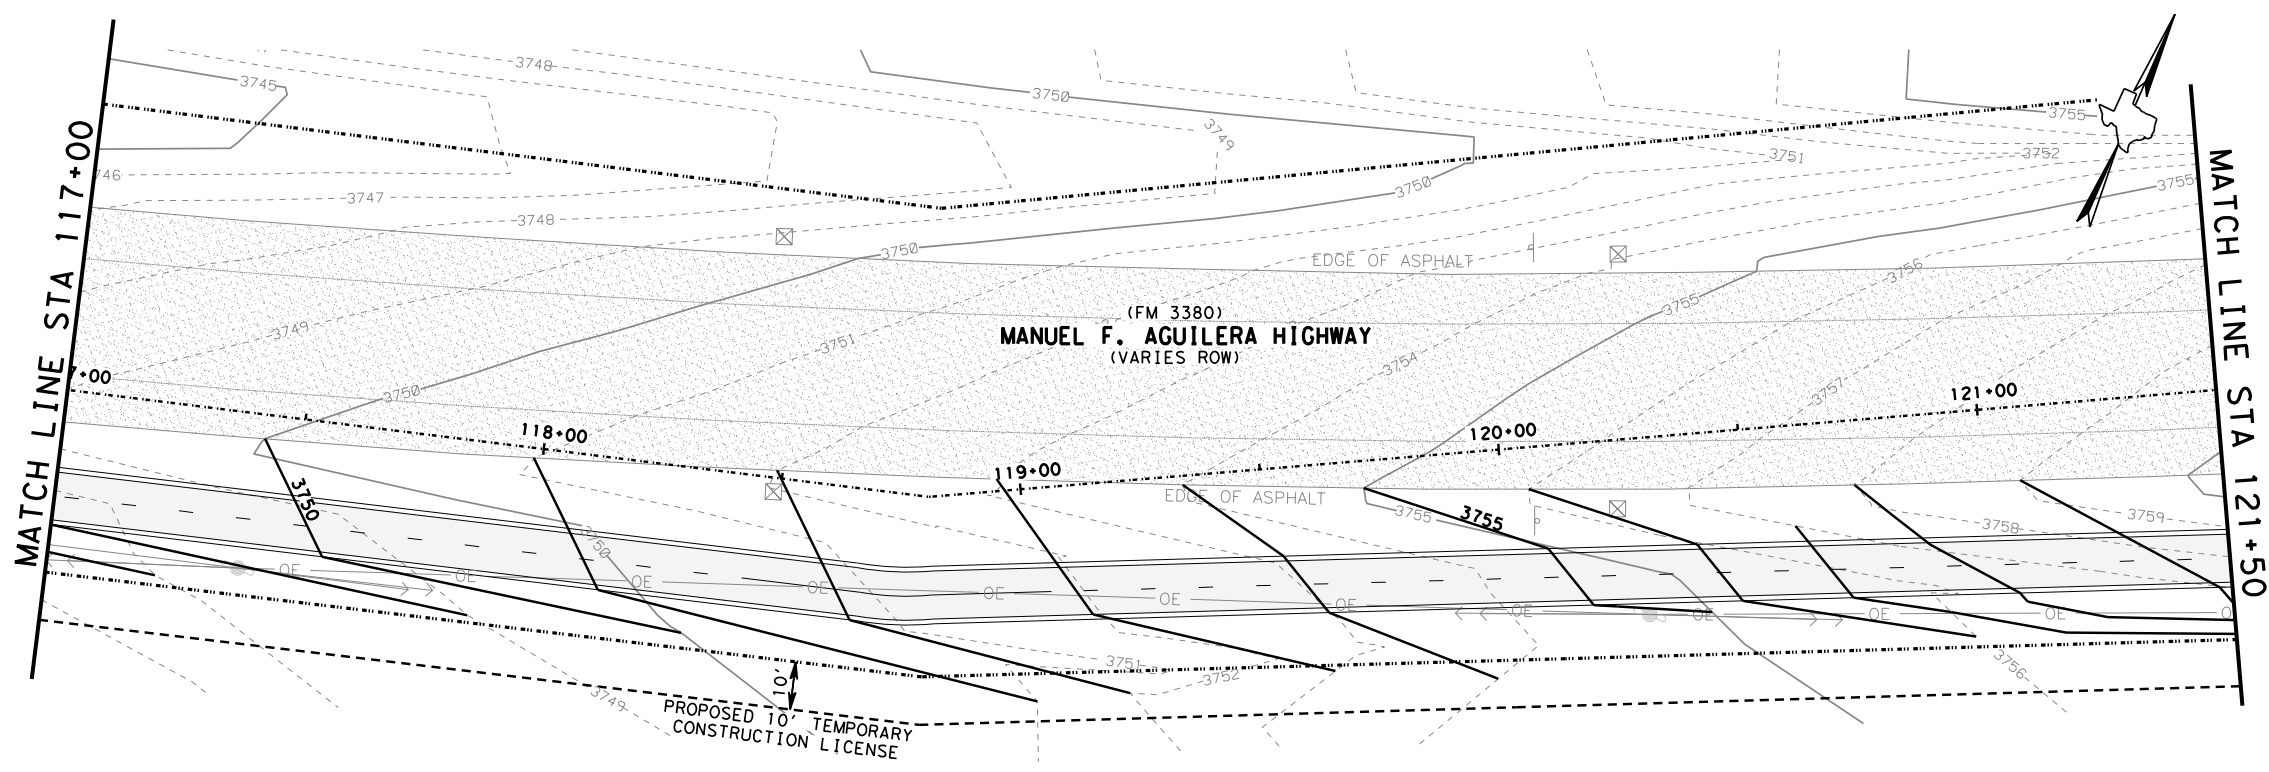 3748
3745
3750
3749
3755
3751
3752
746
3747
3755
3748
3750
3750
EDGE OF ASPHALT
3756
3755
(FM 3380)
MANUEL F. AGUILERA HIGHWAY
(VARIES ROW)
3749
3751
3754
3750
3757
7+00
118+00
119+00
120+00
121+00
EDGE OF ASPHALT
3750
3755
3755
3758
3759
3750
OE
OE
OE
OE
OE
OE
OE
OE
OE
OE
OE
O
3751
3752
3756
3749
10'
PROPOSED 10' TEMPORARY
CONSTRUCTION LICENSE
MATCH LINE STA 117+00
MATCH LINE STA 121+50